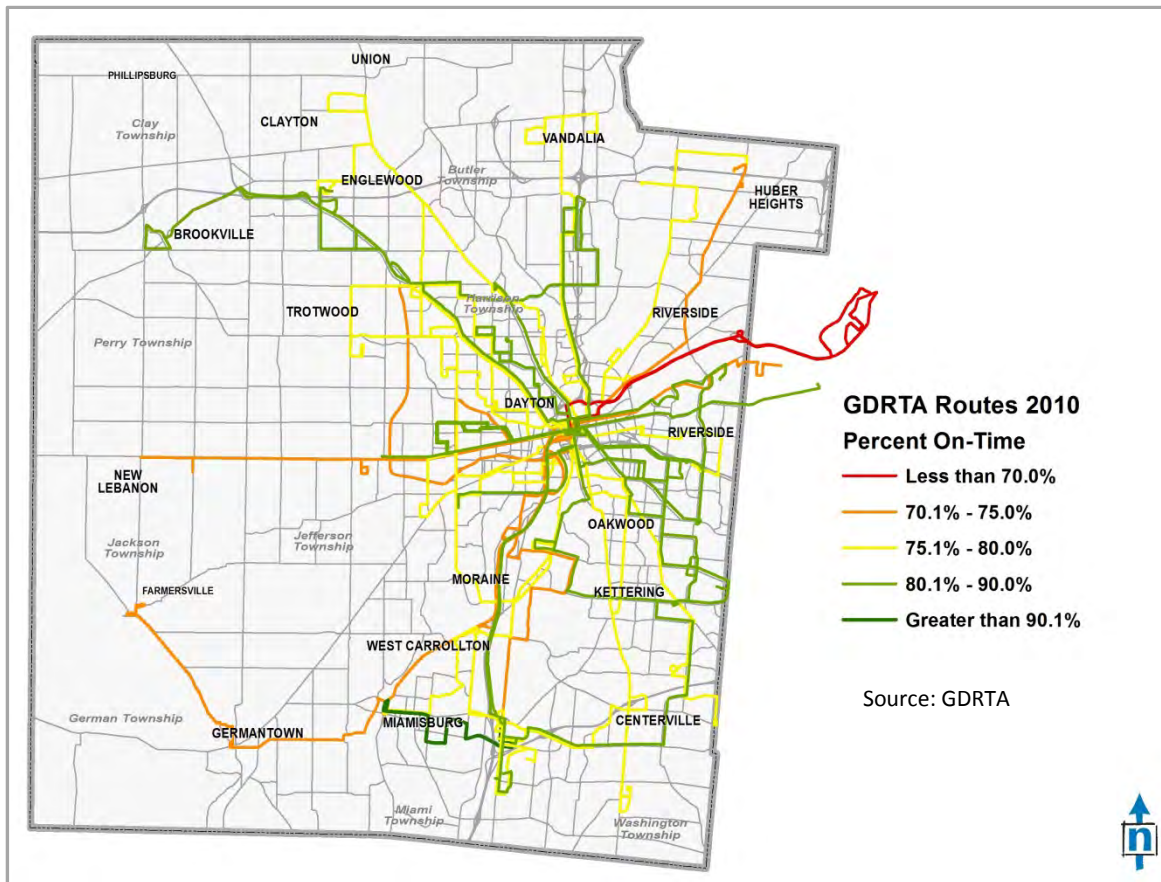 UNION
PHILLIPSBURG
Clay
Township
CLAYTON
VANDALIA
Butler
Township
ENGLEWOOD
HUBER
HEIGHTS
BROOKVILLE
Harrison
Township
TROTWOOD
RIVERSIDE
Perry Township
DAYTON
RIVERSIDE
NEW
LEBANON
OAKWOOD
Jackson
Township
Jefferson
Township
MORAINE
FARMERSVILLE
KETTERING
WEST CARROLLTON
German Township
GERMANTOWN
MIAMISBURG
CENTERVILLE
Miami
Township
Washington
Township
GDRTA Routes 2010
Percent On-Time
Less than 70.0%
70.1% - 75.0%
75.1% - 80.0%
80.1% - 90.0%
Greater than 90.1%
Source: GDRTA
n